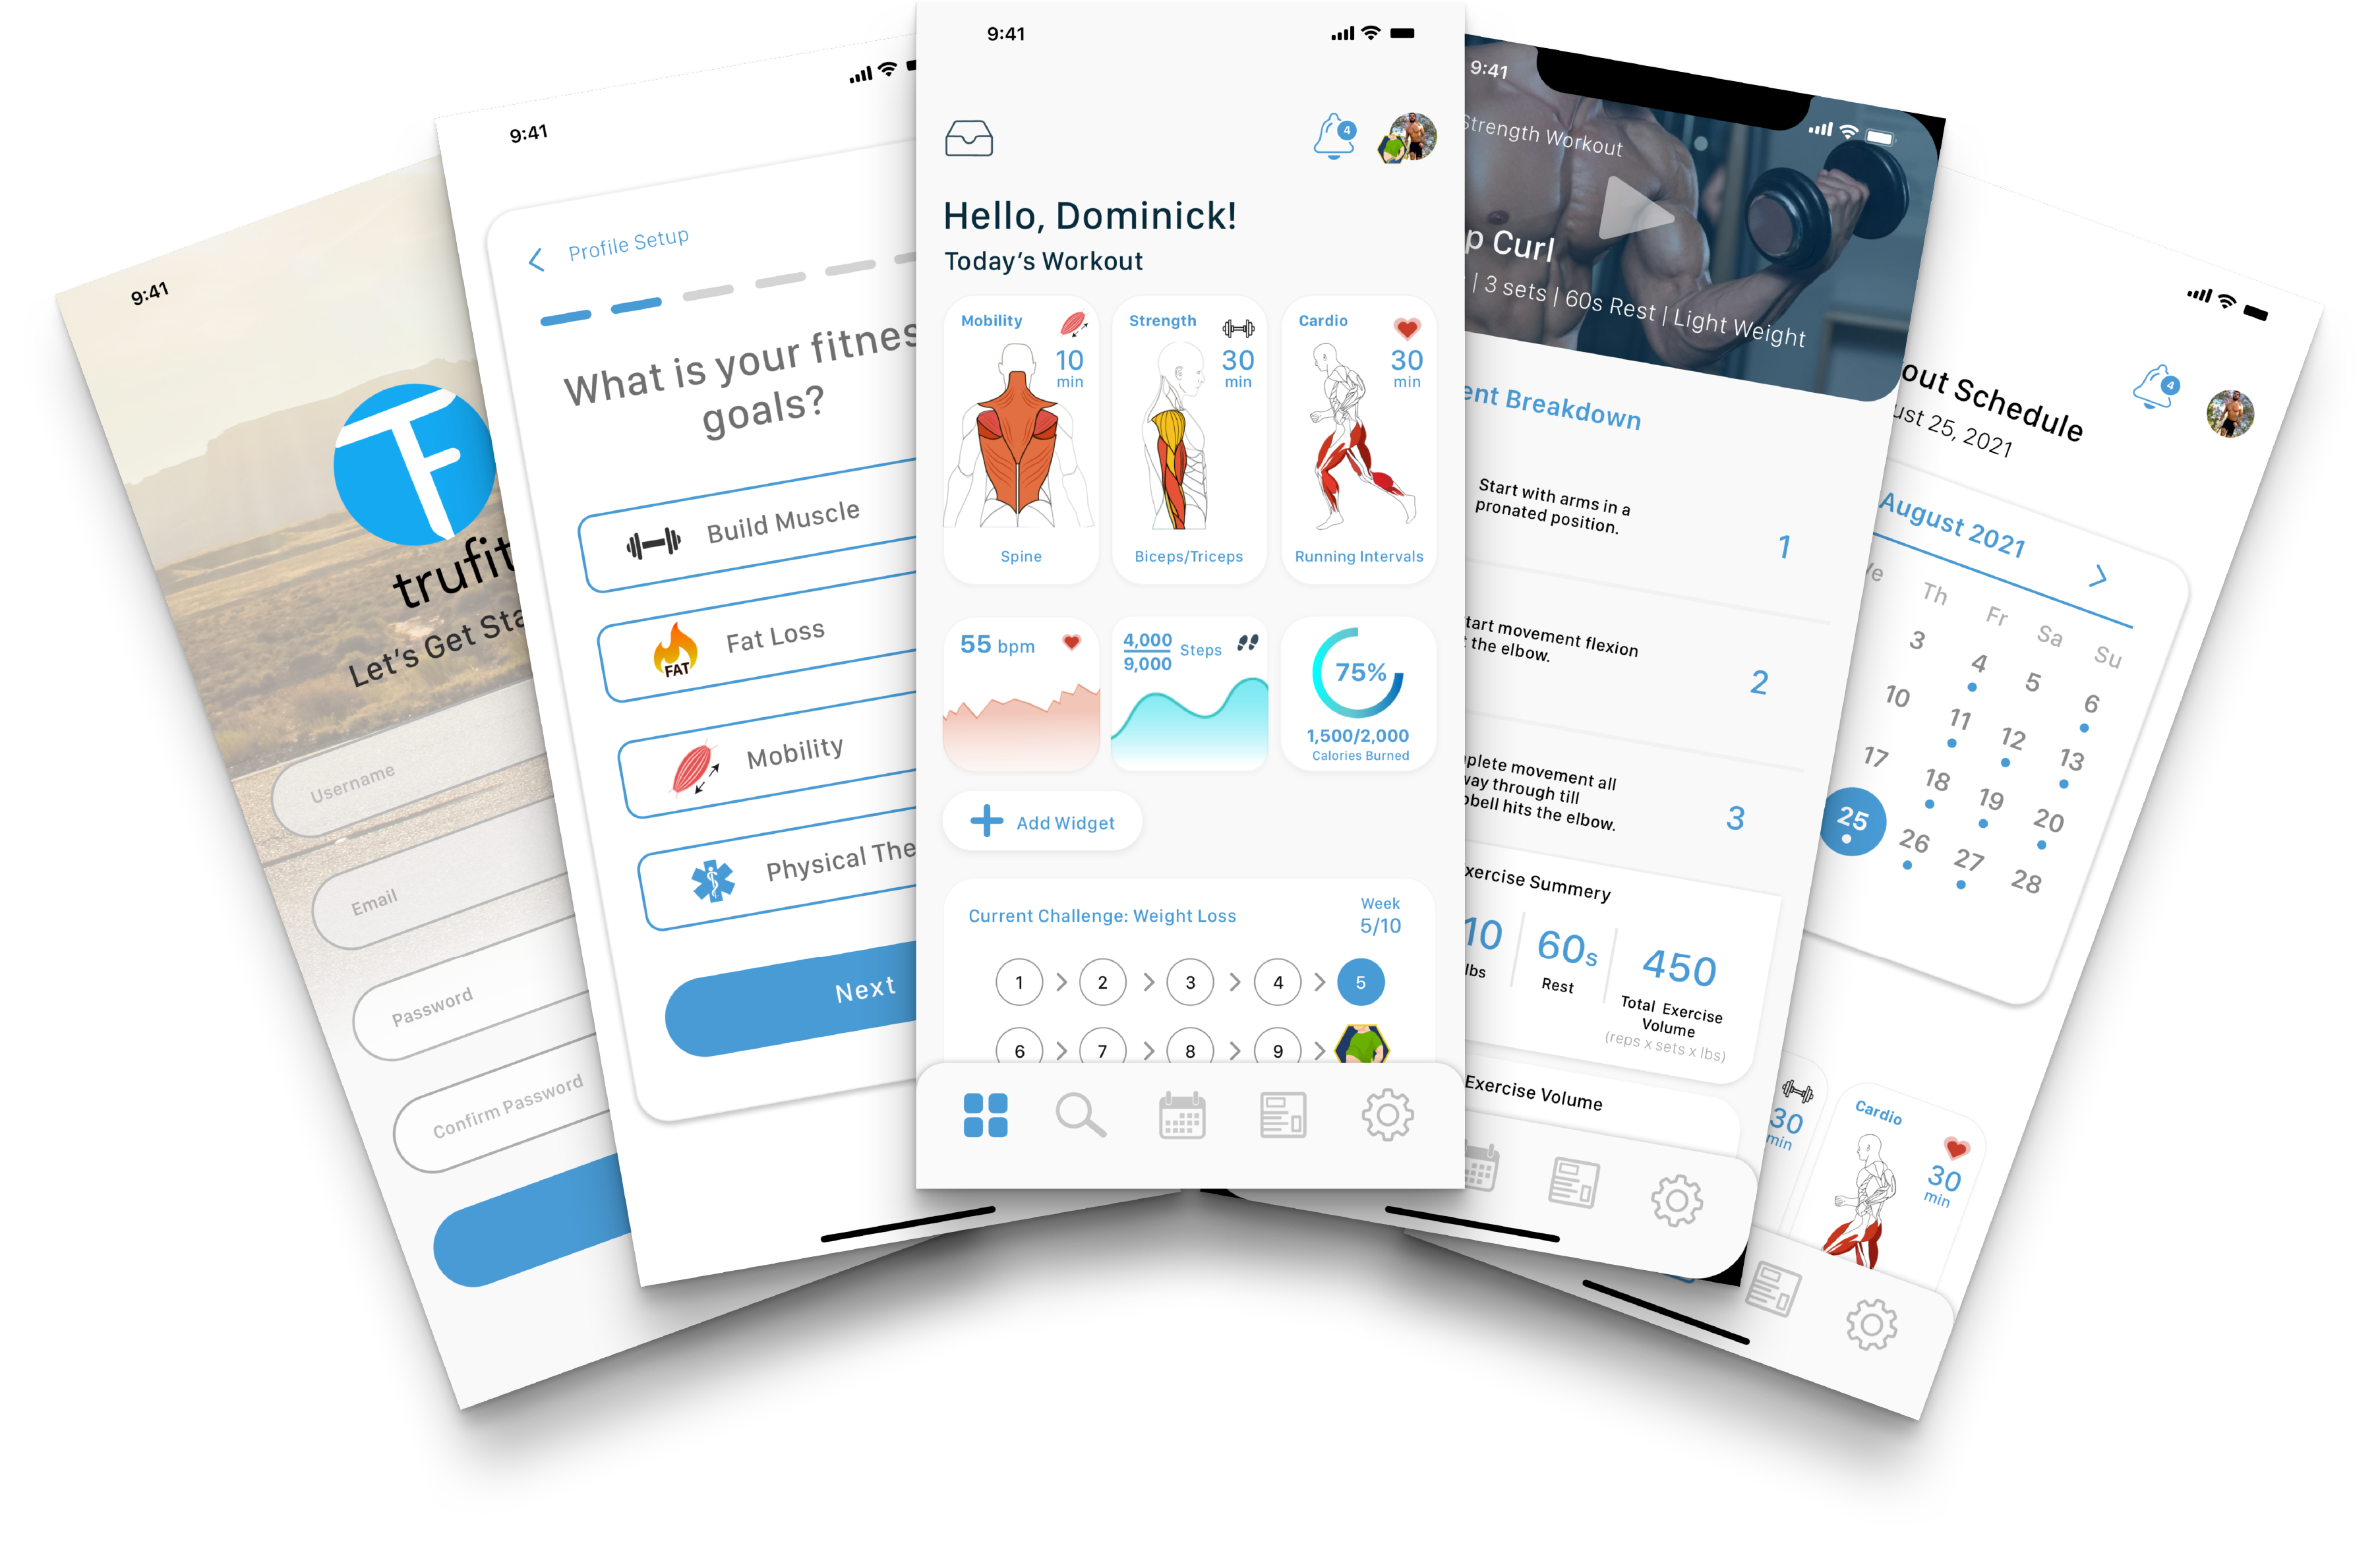 9:41
trufit
Let's Get Sta
Username
Email
Password
Confirm Password
9:41
Profile Setup
What is your fitnes
goals?
Build Muscle
FAT
Fat Loss
Mobility
Physical The
Next
9:41
4
Hello, Dominick!
Today's Workout
Mobility
10
min
Spine
Strength
30
min
Biceps/Triceps
Cardio
30
min
Running Intervals
55 bpm
4,000
9,000
Steps
75%
1,500/2,000
Calories Burned
Add Widget
Current Challenge: Weight Loss
Week
5/10
1 > 2 > 3 > 4 > 5
6 > 7 > 8 > 9 >
9:41
Strength Workout
p Curl
| 3 sets | 60s Rest | Light Weight
ent Breakdown
Start with arms in a
pronated position.
1
tart movement flexion
t the elbow.
2
plete movement all
way through till
bell hits the elbow.
3
xercise Summery
10
lbs
60s
Rest
450
Total Exercise
Volume
(reps x sets x lbs)
Exercise Volume
out Schedule
ust 25, 2021
4
August 2021
We Th Fr Sa Su
3 4 5 6
10 11 12 13
17 18 19 20
25 26 27 28
30
min
Cardio
30
min